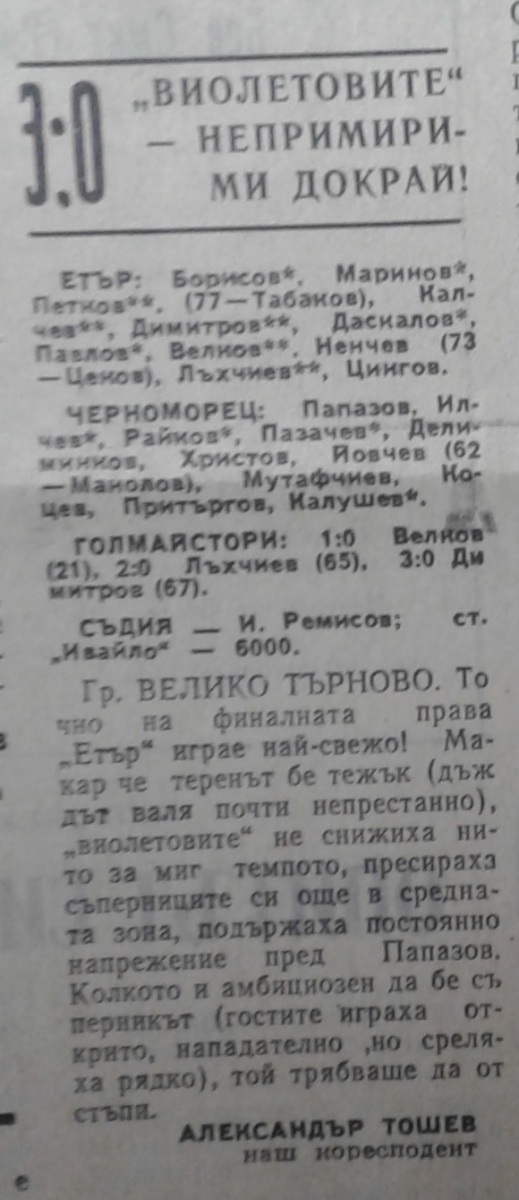 3:0
„ВИОЛЕТОВИТЕ“
— НЕПРИМИРИ-
МИ ДОКРАЙ!
ЕТЪР: Борисов*, Маринов*,
Петков**. (77—Табаков), Кал-
чев**, Димитров**, Даскалов*,
Павлов*, Велков**. Ненчев (73
—Ценов), Лъхчиев**, Цингов.
ЧЕРНОМОРЕЦ: Папазов, Ил-
чев*, Райков*, Пазачев*, Дели-
минков, Христов, Йовчев (62
—Манолов), Мутафчиев, Ко-
цев, Притъргов, Калушев*.
ГОЛМАЙСТОРИ: 1:0 Велков
(21), 2:0 Лъхчиев (65), 3:0 Ди
митров (67).
СЪДИЯ — И. Ремисов; ст.
„Ивайло“ — 6000.
Гр. ВЕЛИКО ТЪРНОВО. То
чно на финалната права
„Етър“ играе най-свежо! Ма-
кар че теренът бе тежък (дъж
дът валя почти непрестанно),
„виолетовите“ не снижиха ни-
то за миг темпото, пресираха
съперниците си още в средна-
та зона, подържаха постоянно
напрежение пред Папазов.
Колкото и амбициозен да бе съ
перникът (гостите играха от-
крито, нападателно ,но среля-
ха рядко), той трябваше да от
стъпи.
АЛЕКСАНДЪР ТОШЕВ
наш кореспондент